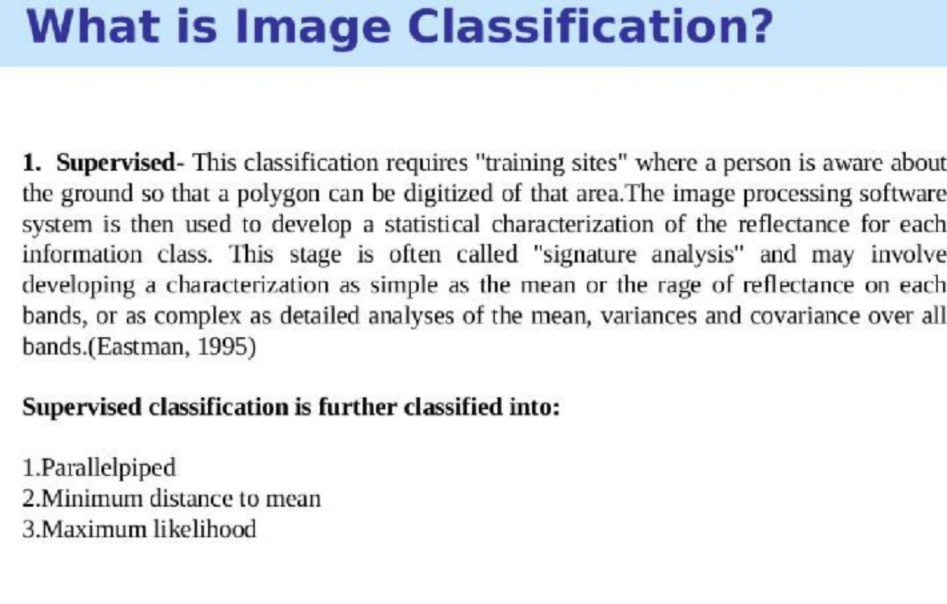 What is Image Classification?
1. Supervised- This classification requires "training sites" where a person is aware about
the ground so that a polygon can be digitized of that area.The image processing software
system is then used to develop a statistical characterization of the reflectance for each
information class. This stage is often called "signature analysis" and may involve
developing a characterization as simple as the mean or the rage of reflectance on each
bands, or as complex as detailed analyses of the mean, variances and covariance over all
bands.(Eastman, 1995)
Supervised classification is further classified into:
1.Parallelpiped
2.Minimum distance to mean
3.Maximum likelihood